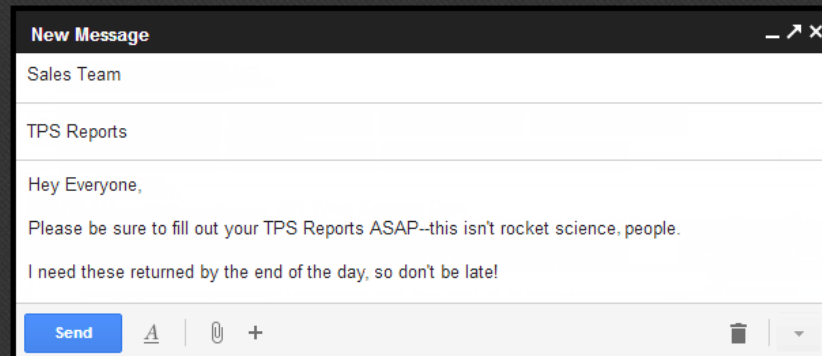 New Message
Sales Team
TPS Reports
Hey Everyone,
Please be sure to fill out your TPS Reports ASAP--this isn't rocket science, people.
I need these returned by the end of the day, so don't be late!
Send A